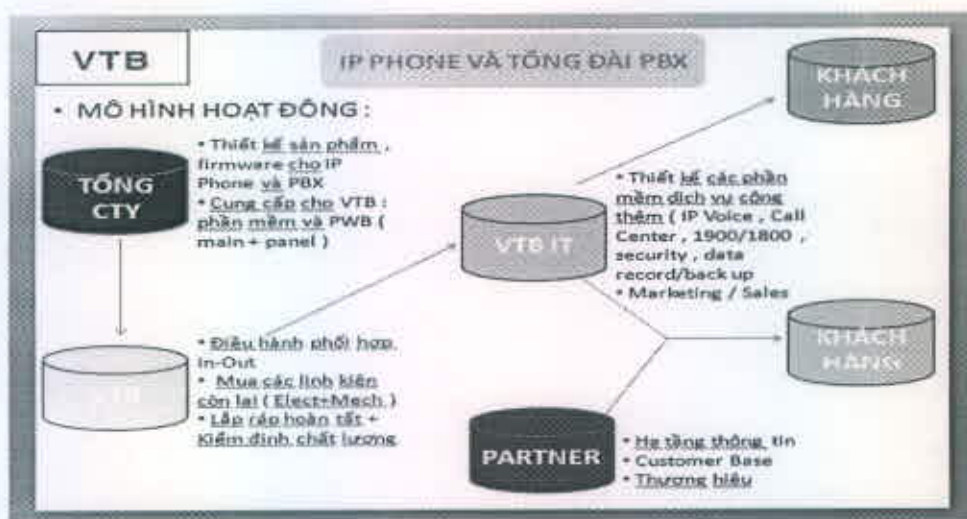 VTB
IP PHONE VÀ TỔNG ĐÀI PBX
KHÁCH
HÀNG
• MÔ HÌNH HOẠT ĐỘNG :
TỔNG
CTY
• Thiết kế sản phẩm ,
firmware cho IP
Phone và PBX
• Cung cấp cho VTB :
phần mềm và PWB (
main + panel )
VTB IT
• Thiết kế các phần
mềm dịch vụ cộng
thêm ( IP Voice , Call
Center , 1900/1800 ,
security , data
record/back up
• Marketing / Sales
• Điều hành phối hợp
In-Out
• Mua các linh kiện
còn lại ( Elect+Mech )
• Lắp ráp hoàn tất +
Kiểm định chất lượng
KHÁCH
HÀNG
PARTNER
• Hạ tầng thông tin
• Customer Base
• Thương hiệu